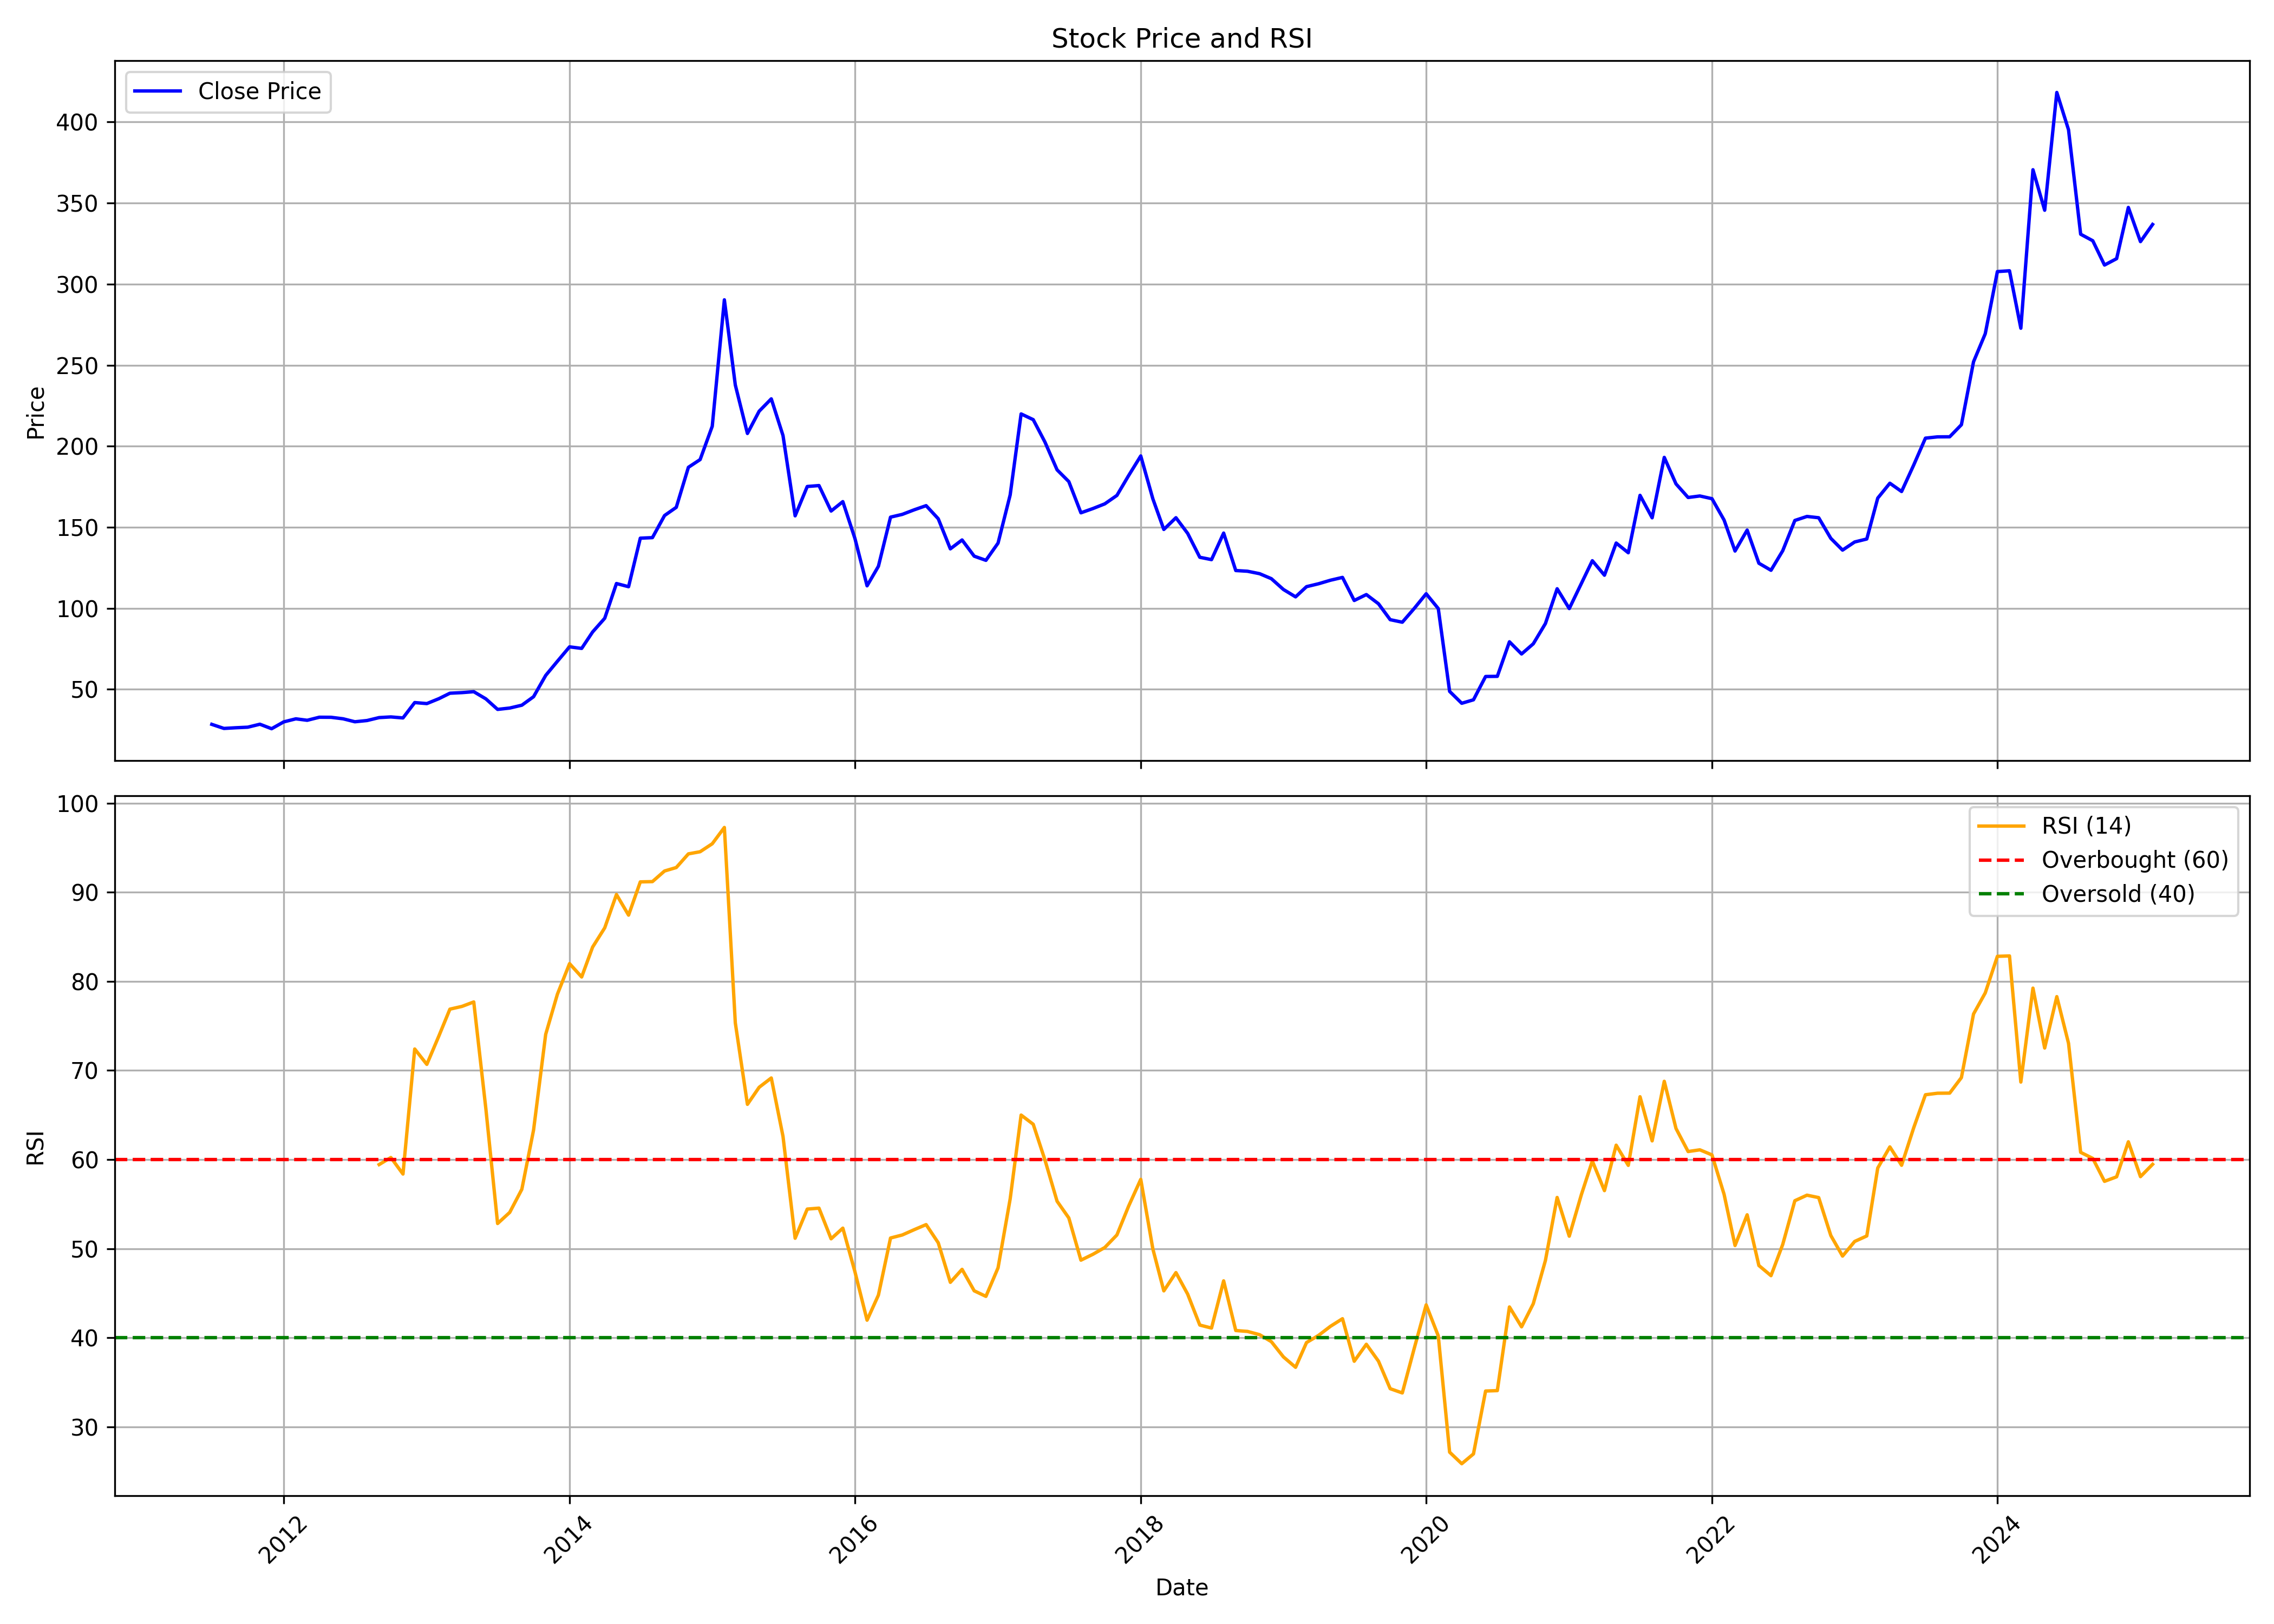 Stock Price and RSI
Close Price
400
350
300
250
200
150
100
50
Price
100
90
80
70
60
50
40
30
RSI
RSI (14)
Overbought (60)
Oversold (40)
2012
2014
2016
2018
2020
2022
2024
Date